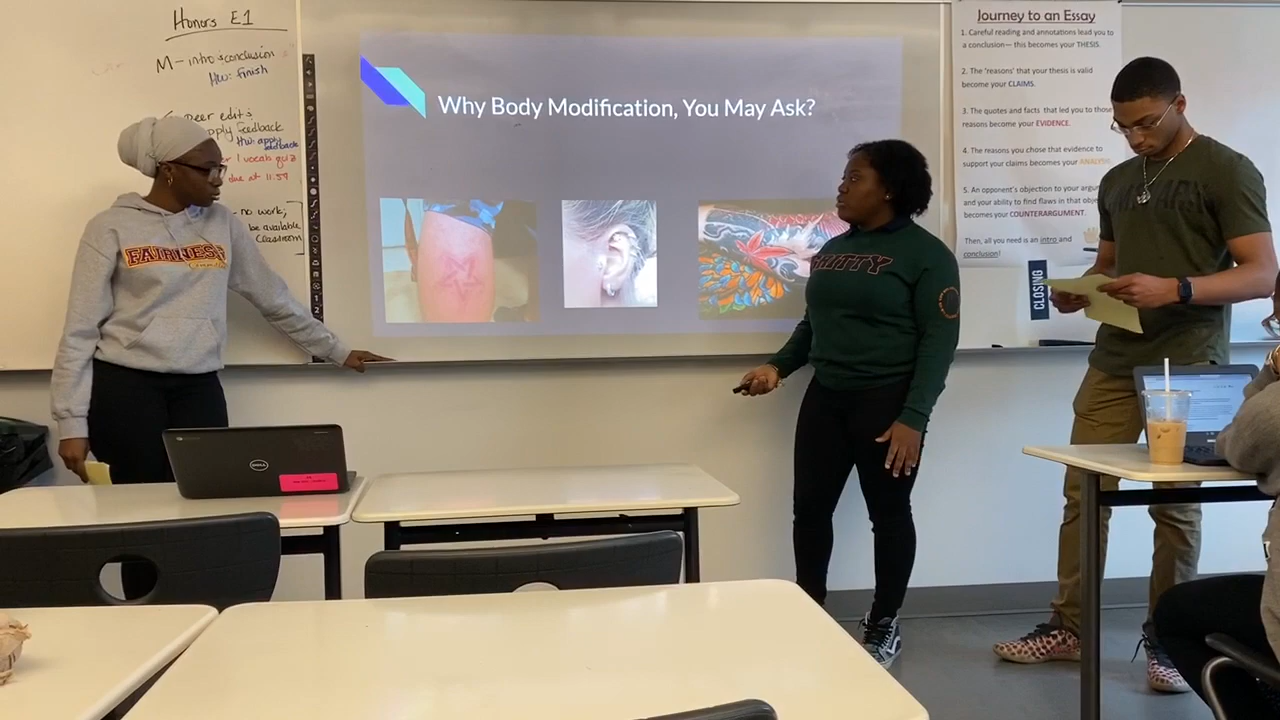 Honors E1
M- intro & conclusion
HW: finish
peer edits
apply feedback
HW: apply
feedback
1 vocab quiz
due at 11:59
no work;
be available
Classroom
Why Body Modification, You May Ask?
Journey to an Essay
1. Careful reading and annotations lead you to
a conclusion— this becomes your THESIS.
2. The 'reasons' that your thesis is valid
become your CLAIMS.
3. The quotes and facts that led you to those
reasons become your EVIDENCE.
4. The reasons you chose that evidence to
support your claims becomes your ANALYSIS.
5. An opponent's objection to your
and your ability to find flaws in that
becomes your COUNTERARGUMENT.
Then, all you need is an intro and
conclusion!
CLOSING
DELL